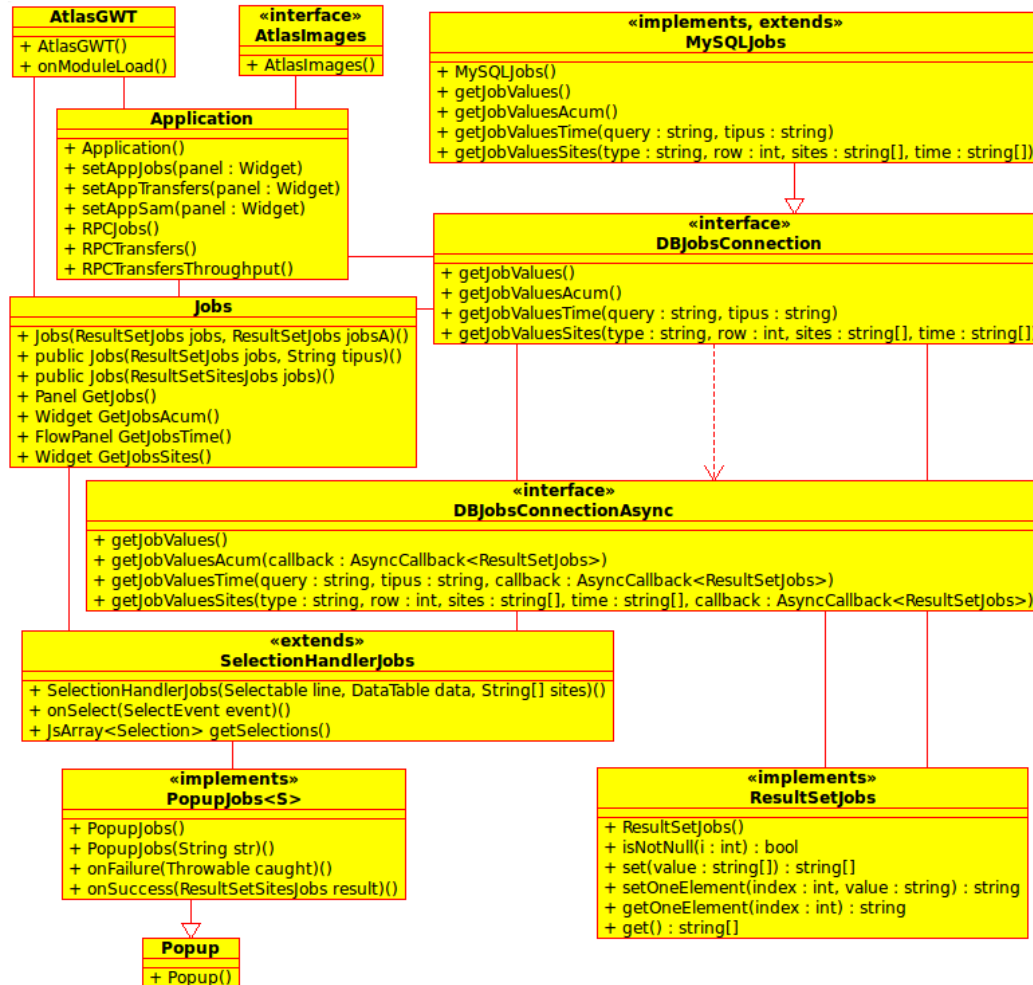 AtlasGWT
+ AtlasGWT()
+ onModuleLoad()
«interface»
AtlasImages
+ AtlasImages()
«implements, extends»
MySQLJobs
+ MySQLJobs()
+ getJobValues()
+ getJobValuesAcum()
+ getJobValuesTime(query : string, tipus : string)
+ getJobValuesSites(type : string, row : int, sites : string[], time : string[])
Application
+ Application()
+ setAppJobs(panel : Widget)
+ setAppTransfers(panel : Widget)
+ setAppSam(panel : Widget)
+ RPCJobs()
+ RPCTransfers()
+ RPCTransfersThroughput()
«interface»
DBJobsConnection
+ getJobValues()
+ getJobValuesAcum()
+ getJobValuesTime(query : string, tipus : string)
+ getJobValuesSites(type : string, row : int, sites : string[], time : string[]
Jobs
+ Jobs(ResultSetJobs jobs, ResultSetJobs jobsA)()
+ public Jobs(ResultSetJobs jobs, String tipus)()
+ public Jobs(ResultSetSitesJobs jobs)()
+ Panel GetJobs()
+ Widget GetJobsAcum()
+ FlowPanel GetJobsTime()
+ Widget GetJobsSites()
«interface»
DBJobsConnectionAsync
+ getJobValues()
+ getJobValuesAcum(callback : AsyncCallback<ResultSetJobs>)
+ getJobValuesTime(query : string, tipus : string, callback : AsyncCallback<ResultSetJobs>)
+ getJobValuesSites(type : string, row : int, sites : string[], time : string[], callback : AsyncCallback<ResultSetJobs>)
«extends»
SelectionHandlerJobs
+ SelectionHandlerJobs(Selectable line, DataTable data, String[] sites)()
+ onSelect(SelectEvent event)()
+ JsArray<Selection> getSelections()
«implements»
PopupJobs<S>
+ PopupJobs()
+ PopupJobs(String str)()
+ onFailure(Throwable caught)()
+ onSuccess(ResultSetSitesJobs result)()
«implements»
ResultSetJobs
+ ResultSetJobs()
+ isNotNull(i : int) : bool
+ set(value : string[]) : string[]
+ setOneElement(index : int, value : string) : string
+ getOneElement(index : int) : string
+ get() : string[]
Popup
+ Popup()